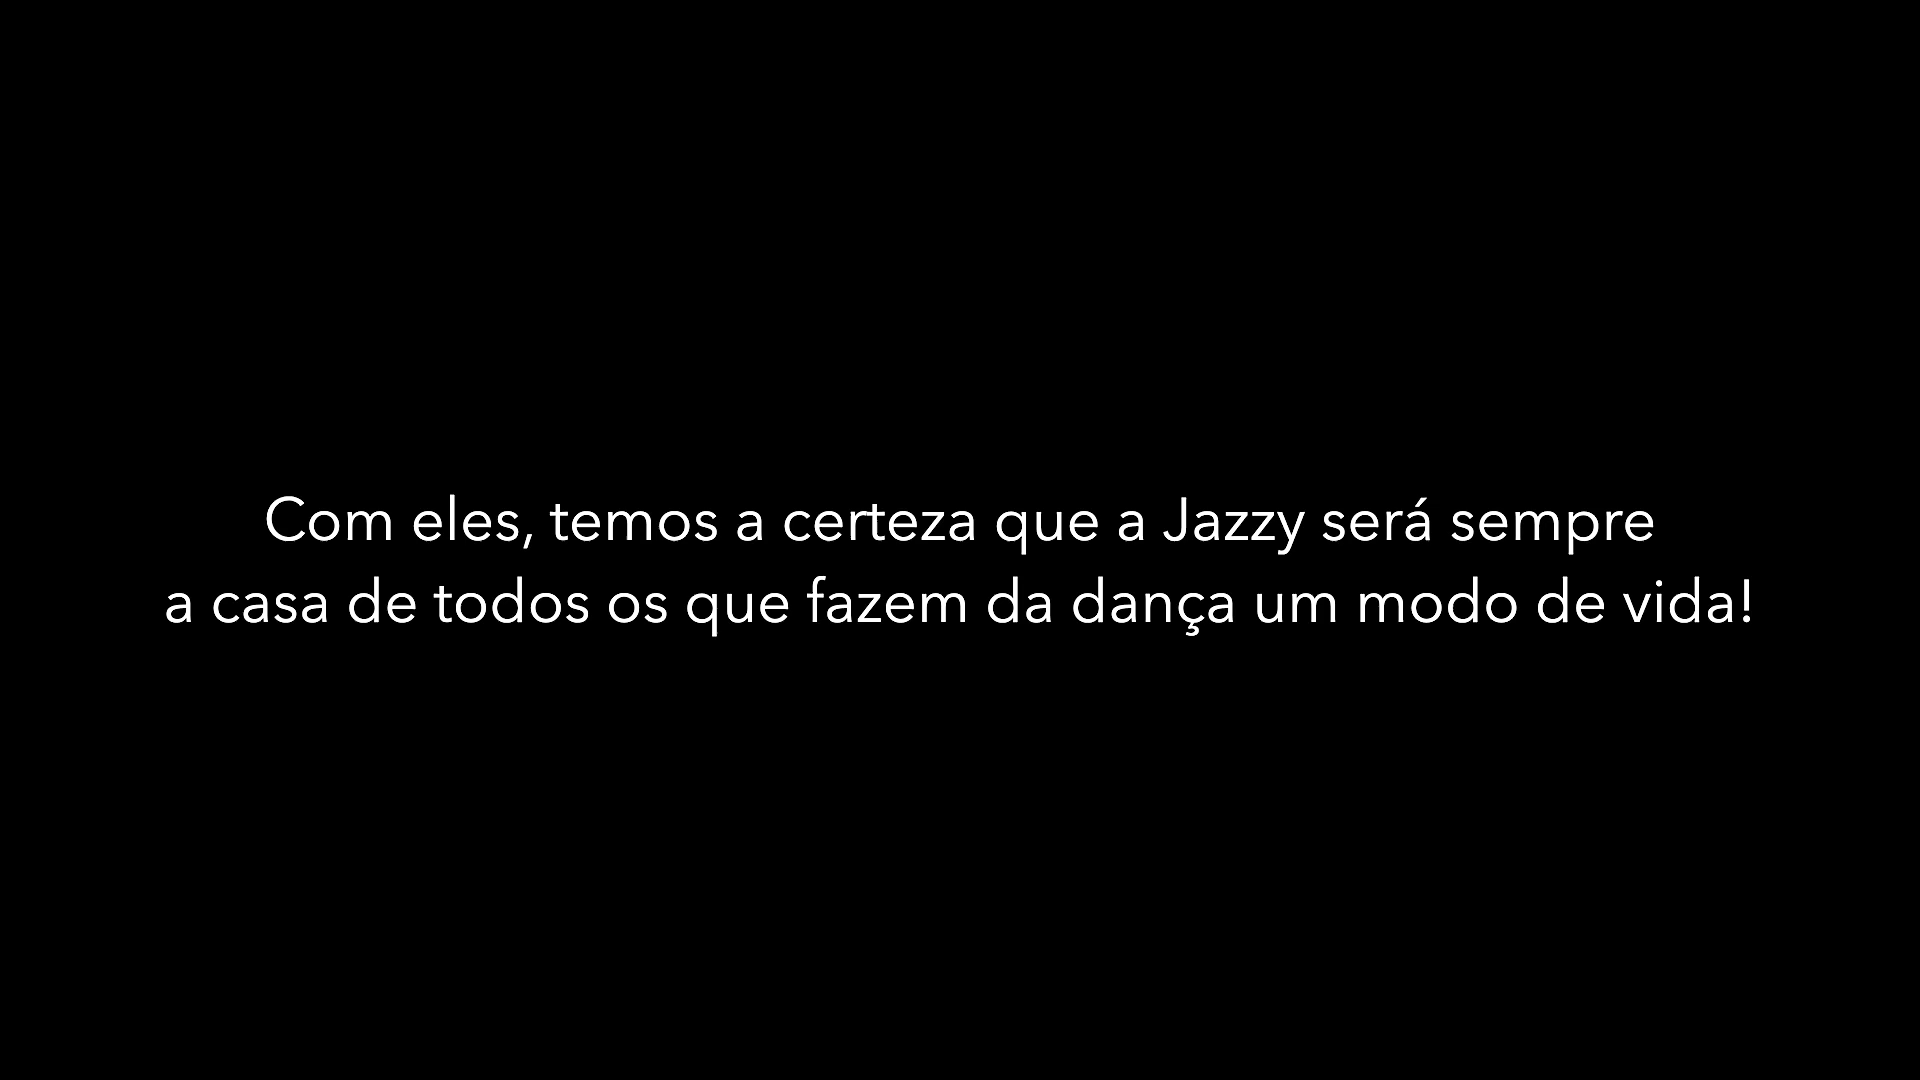 Com eles, temos a certeza que a Jazzy será sempre
a casa de todos os que fazem da dança um modo de vida!